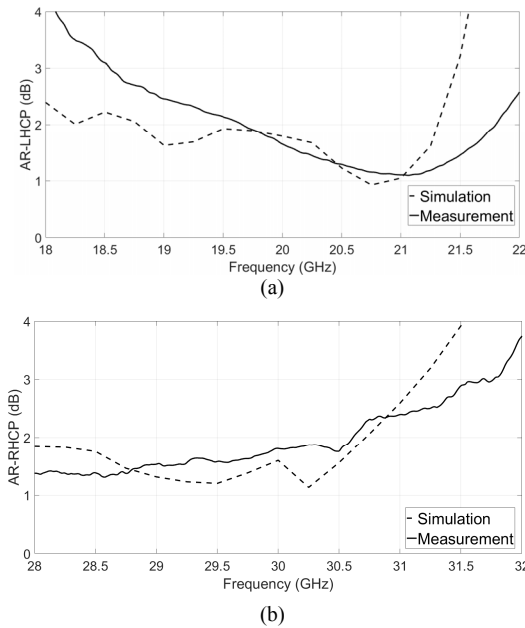 4
3
2
1
0
AR-LHCP (dB)
Simulation
Measurement
18 18.5 19 19.5 20 20.5 21 21.5 22
Frequency (GHz)
(a)
4
3
2
1
0
AR-RHCP (dB)
Simulation
Measurement
28 28.5 29 29.5 30 30.5 31 31.5 32
Frequency (GHz)
(b)